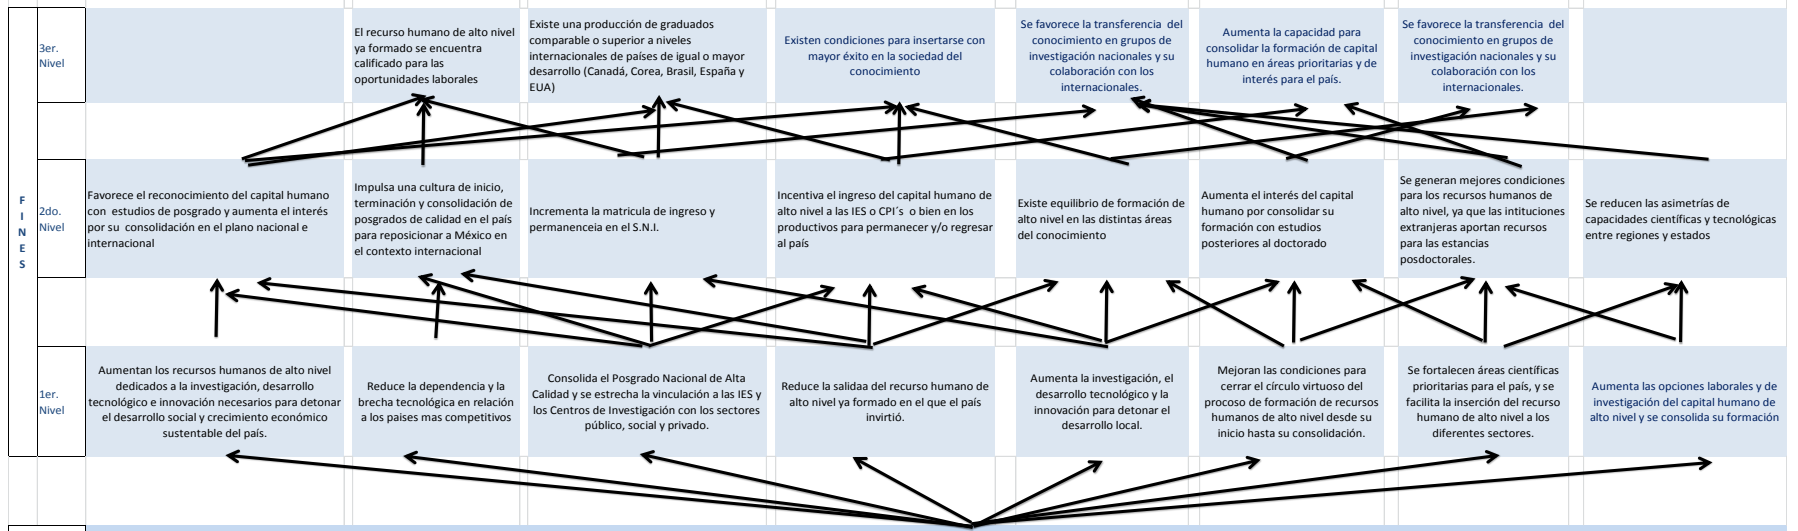 FINES
3er.
Nivel
El recurso humano de alto nivel
ya formado se encuentra
calificado para las
oportunidades laborales
Existe una producción de graduados
comparable o superior a niveles
internacionales de países de igual o mayor
desarrollo (Canadá, Corea, Brasil, España y
EUA)
Existen condiciones para insertarse con
mayor éxito en la sociedad del
conocimiento
Se favorece la transferencia del
conocimiento en grupos de
investigación nacionales y su
colaboración con los
internacionales.
Aumenta la capacidad para
consolidar la formación de capital
humano en áreas prioritarias y de
interés para el país.
Se favorece la transferencia del
conocimiento en grupos de
investigación nacionales y su
colaboración con los
internacionales.
2do.
Nivel
Favorece el reconocimiento del capital humano
con estudios de posgrado y aumenta el interés
por su consolidación en el plano nacional e
internacional
Impulsa una cultura de inicio,
terminación y consolidación de
posgrados de calidad en el país
para reposicionar a México en
el contexto internacional
Incrementa la matricula de ingreso y
permanenceia en el S.N.I.
Incentiva el ingreso del capital humano de
alto nivel a las IES o CPI´s o bien en los
productivos para permanecer y/o regresar
al país
Existe equilibrio de formación de
alto nivel en las distintas áreas
del conocimiento
Aumenta el interés del capital
humano por consolidar su
formación con estudios
posteriores al doctorado
Se generan mejores condiciones
para los recursos humanos de
alto nivel, ya que las intituciones
extranjeras aportan recursos
para las estancias
posdoctorales.
Se reducen las asimetrías de
capacidades científicas y tecnológicas
entre regiones y estados
1er.
Nivel
Aumentan los recursos humanos de alto nivel
dedicados a la investigación, desarrollo
tecnológico e innovación necesarios para detonar
el desarrollo social y crecimiento económico
sustentable del país.
Reduce la dependencia y la
brecha tecnológica en relación
a los paises mas competitivos
Consolida el Posgrado Nacional de Alta
Calidad y se estrecha la vinculación a las IES y
los Centros de Investigación con los sectores
público, social y privado.
Reduce la salidaa del recurso humano de
alto nivel ya formado en el que el país
invirtió.
Aumenta la investigación, el
desarrollo tecnológico y la
innovación para detonar el
desarrollo local.
Mejoran las condiciones para
cerrar el círculo virtuoso del
proceso de formación de recursos
humanos de alto nivel desde su
inicio hasta su consolidación.
Se fortalecen áreas científicas
prioritarias para el país, y se
facilita la inserción del recurso
humano de alto nivel a los
diferentes sectores.
Aumenta las opciones laborales y de
investigación del capital humano de
alto nivel y se consolida su formación